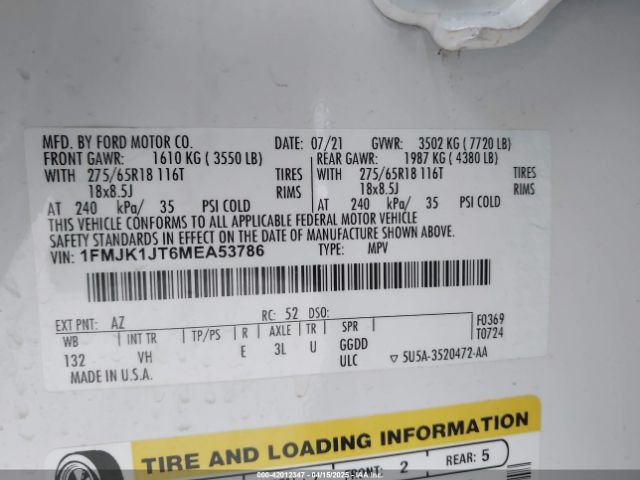 MFD. BY FORD MOTOR CO. DATE: 07/21 GVWR: 3502 KG ( 7720 LB)
FRONT GAWR: 1610 KG ( 3550 LB) REAR GAWR: 1987 KG ( 4380 LB)
WITH 275/65R18 116T TIRES WITH 275/65R18 116T TIRES
18x8.5J RIMS 18x8.5J RIMS
AT 240 kPa/ 35 PSI COLD AT 240 kPa/ 35 PSI COLD
THIS VEHICLE CONFORMS TO ALL APPLICABLE FEDERAL MOTOR VEHICLE
SAFETY STANDARDS IN EFFECT ON THE DATE OF MANUFACTURE SHOWN ABOVE.
VIN: 1FMJK1JT6MEA53786 TYPE: MPV
EXT PNT: AZ RC: 52 DSO: F0369
WB INT TR TP/PS R AXLE TR SPR T0724
132 VH E 3L U GGDD
ULC ▽ 5U5A-3520472-AA
MADE IN U.S.A.
TIRE AND LOADING INFORMATION
FRONT: 2 REAR: 5
© 2000-42012347 - 04/15/2025 - IAA.COM